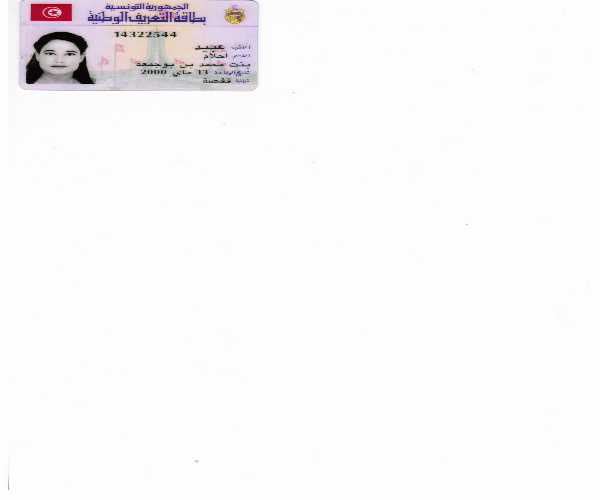 الجمهورية التونسية
بطاقة التعريف الوطنية
14322544
اللقب عبيد
الاسم احلام
بنت محمد بن بوجمعة
تاريخ الولادة 13 ماي 2000
مكانها قفصة